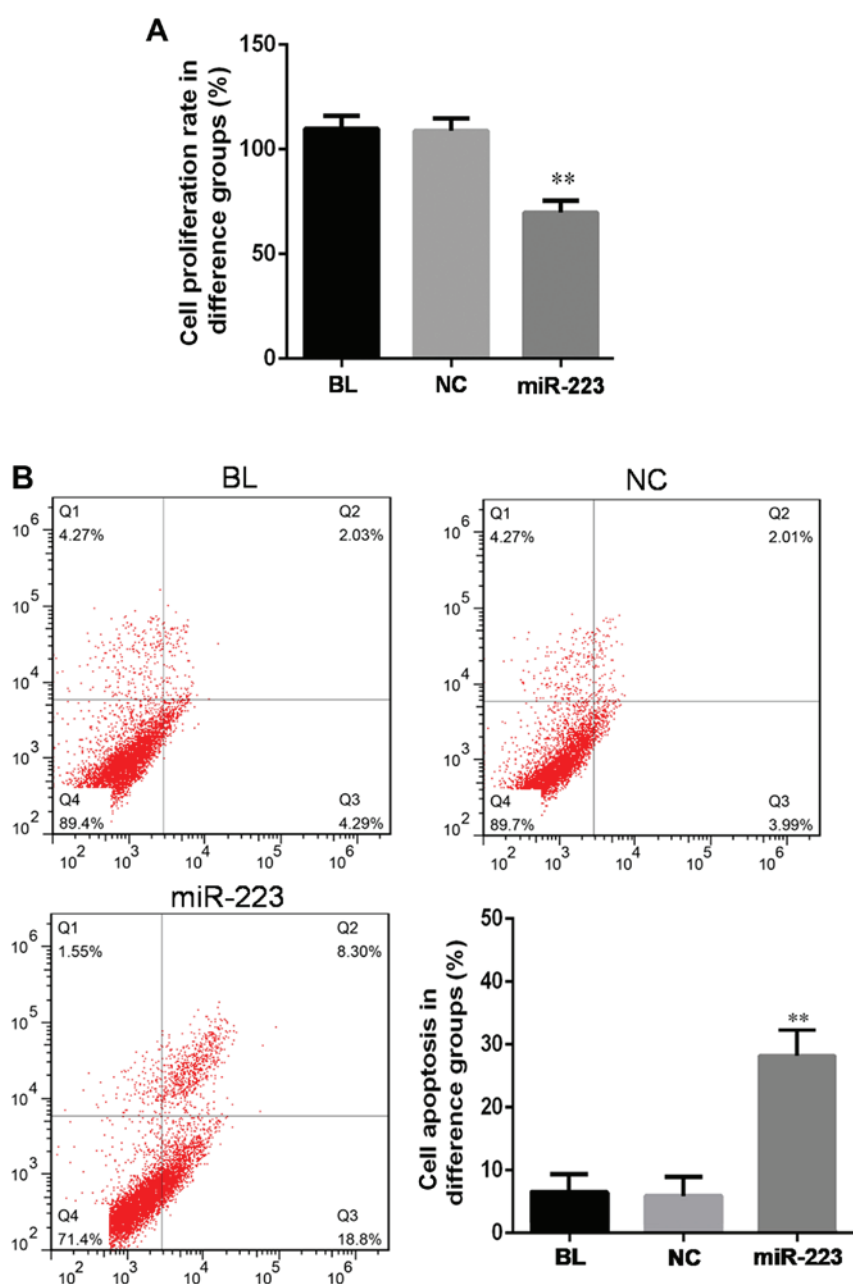 A
Cell proliferation rate in
difference groups (%)
150
100
50
0
**
BL NC miR-223
B
BL
Q1 Q2
4.27% 2.03%
10^6
10^5
10^4
10^3
10^2
Q4 Q3
89.4% 4.29%
10^2 10^3 10^4 10^5 10^6
NC
Q1 Q2
4.27% 2.01%
10^6
10^5
10^4
10^3
10^2
Q4 Q3
89.7% 3.99%
10^2 10^3 10^4 10^5 10^6
miR-223
Q1 Q2
1.55% 8.30%
10^6
10^5
10^4
10^3
10^2
Q4 Q3
71.4% 18.8%
10^2 10^3 10^4 10^5 10^6
Cell apoptosis in
difference groups (%)
50
40
30
20
10
0
**
BL NC miR-223